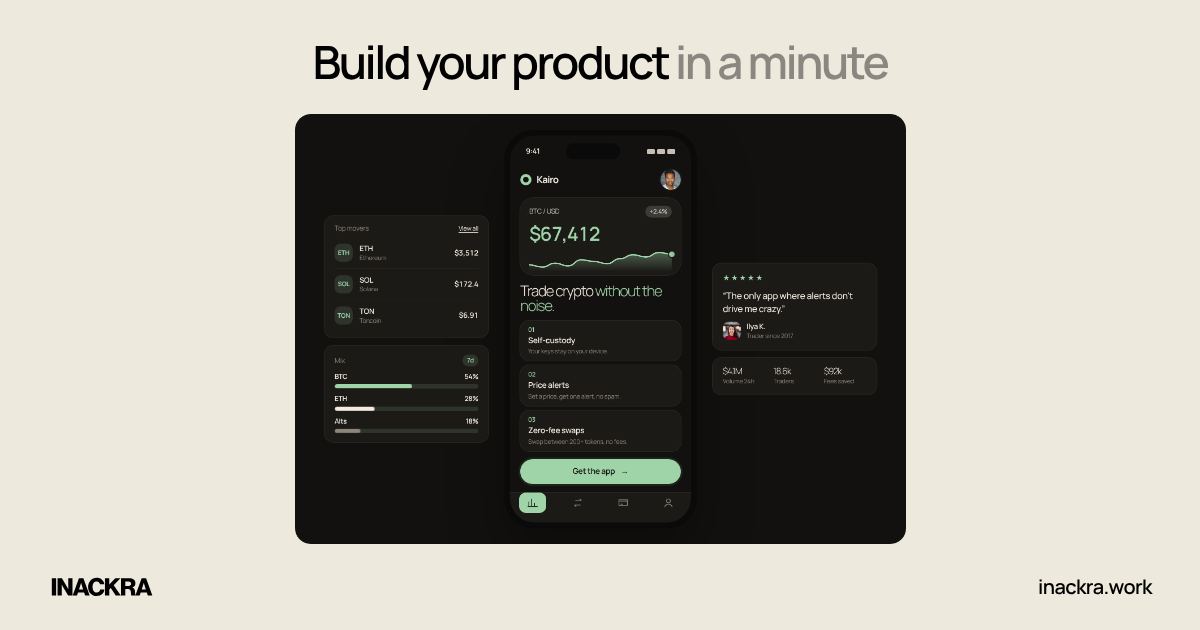 Build your product in a minute
9:41
Kairo
BTC / USD
+2.4%
$67,412
Trade crypto without the
noise.
01
Self-custody
Your keys stay on your device.
02
Price alerts
Set a price, get one alert, no spam.
03
Zero-fee swaps
Swap between 200+ tokens, no fees.
Get the app →
Top movers
View all
ETH
ETH
Ethereum
$3,512
SOL
SOL
Solana
$172.4
TON
TON
Toncoin
$6.91
Mix
7d
BTC
54%
ETH
28%
Alts
18%
★★★★★
"The only app where alerts don't
drive me crazy."
Ilya K.
Trader since 2017
$41M
Volume 24h
18.6k
Traders
$92k
Fees saved
INACKRA
inackra.work